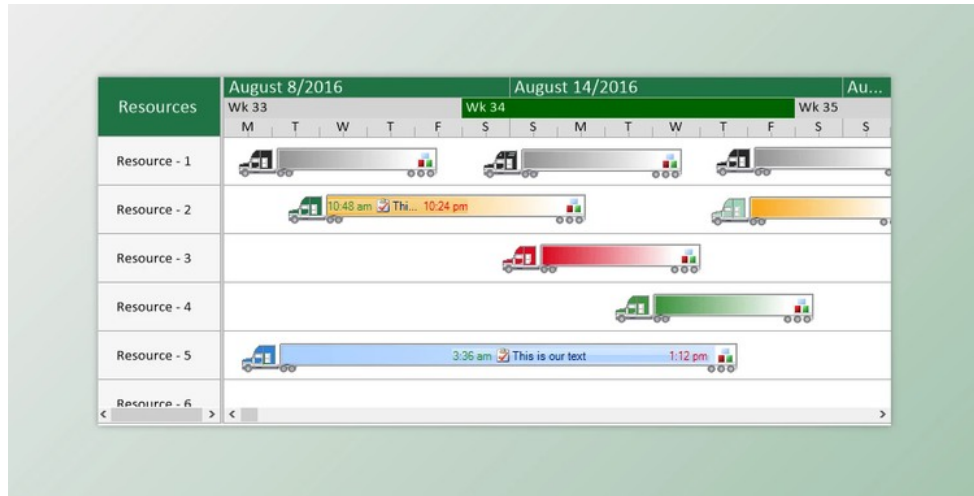 Resources
August 8/2016 August 14/2016 Au...
Wk 33 Wk 34 Wk 35
M T W T F S S M T W T F S S
Resource - 1
Resource - 2
10:48 am Thi... 10:24 pm
Resource - 3
Resource - 4
Resource - 5
3:36 am This is our text 1:12 pm
Resource - 6